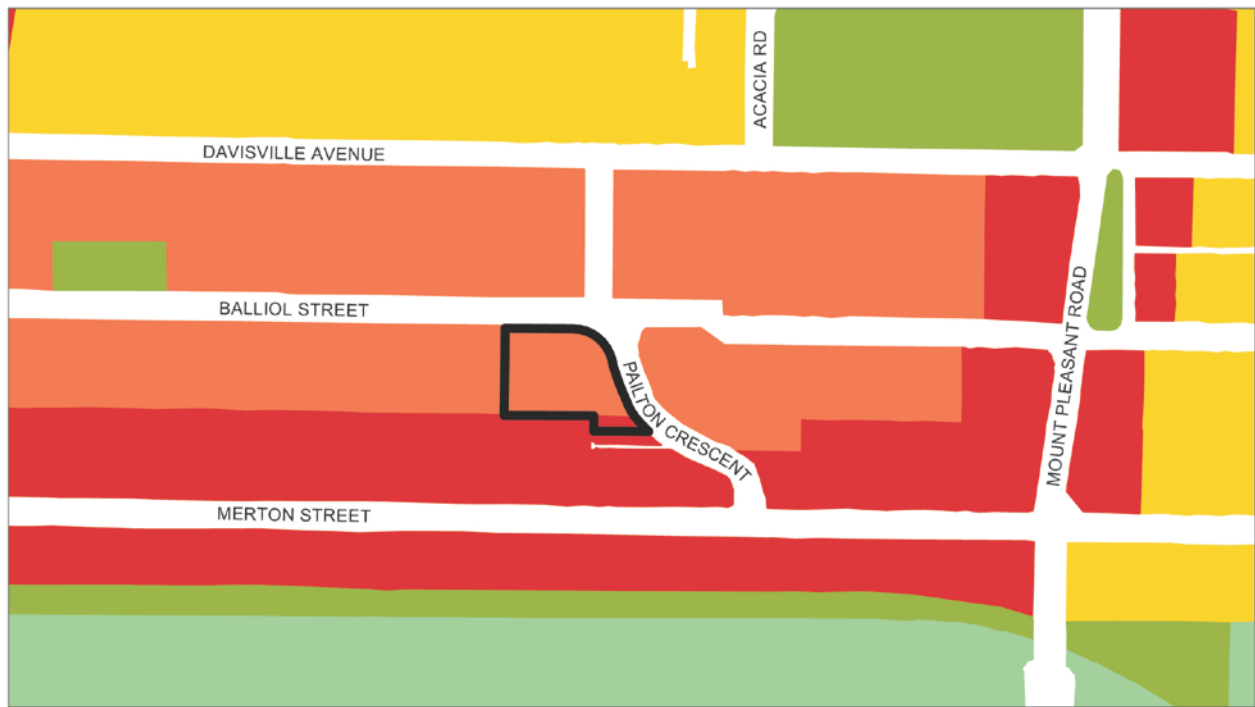 ACACIA RD
DAVISVILLE AVENUE
BALLIOL STREET
PAILTON CRESCENT
MOUNT PLEASANT ROAD
MERTON STREET